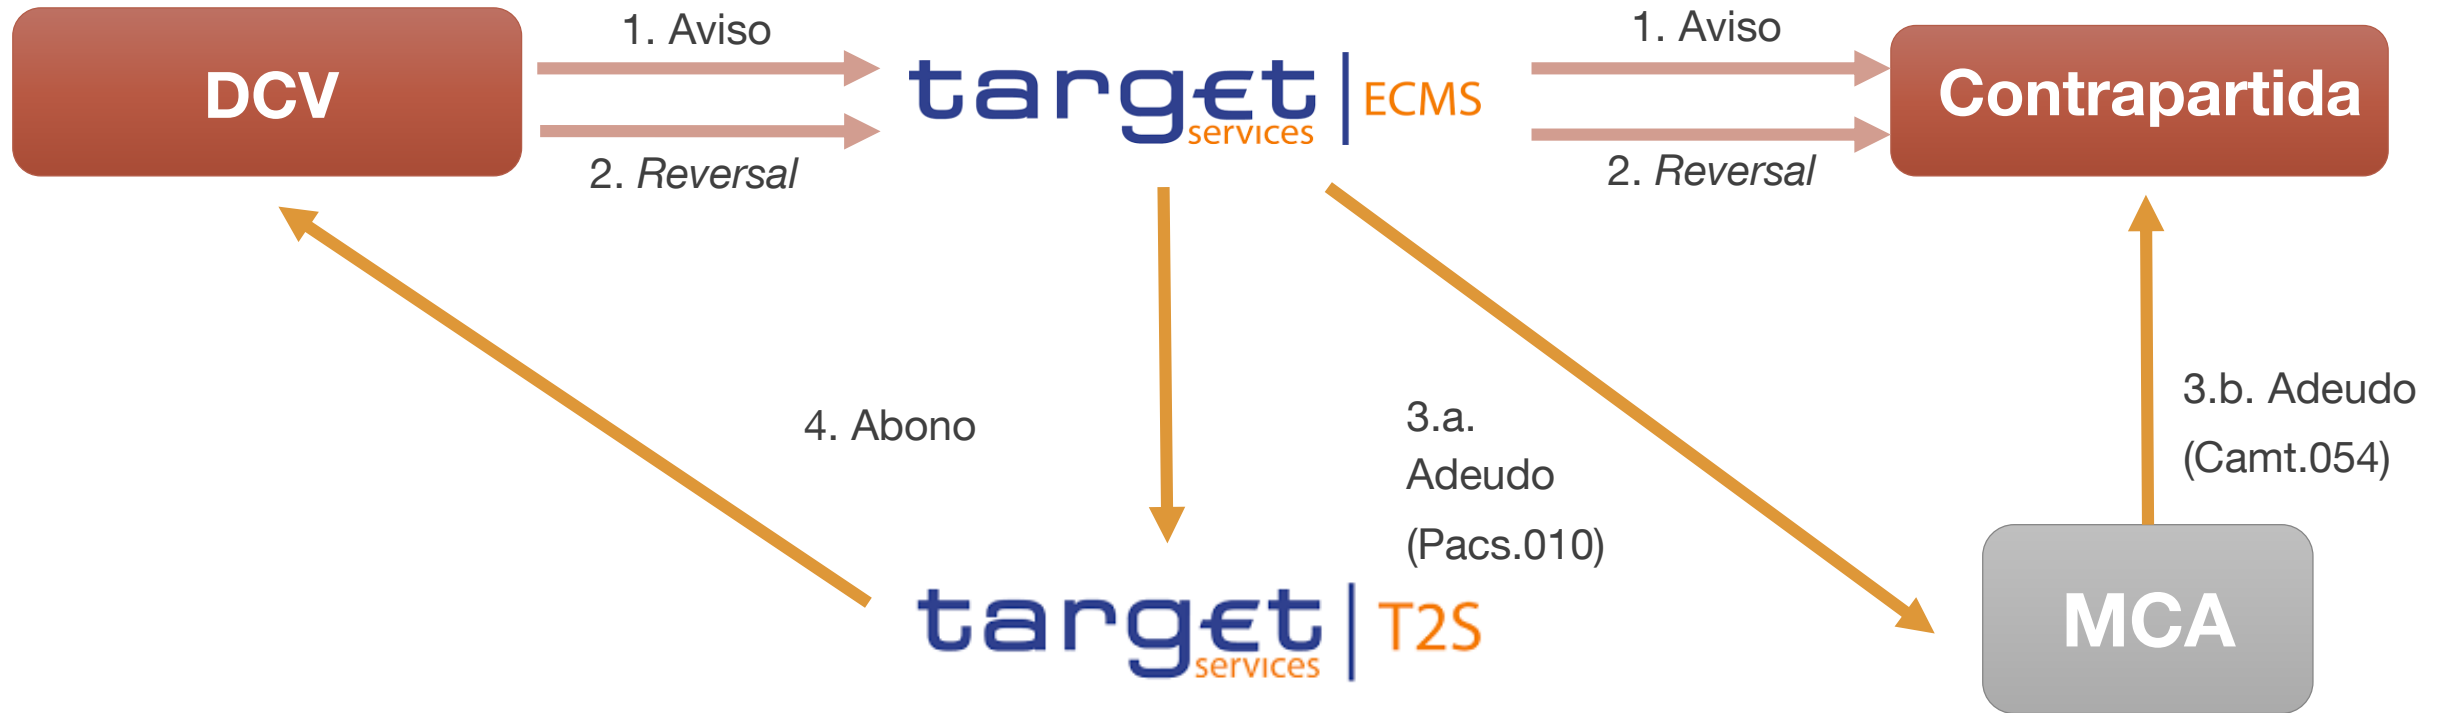 1. Aviso
1. Aviso
DCV
target
services
ECMS
Contrapartida
2. Reversal
2. Reversal
4. Abono
3.a.
Adeudo
(Pacs.010)
3.b. Adeudo
(Camt.054)
target
services
T2S
MCA